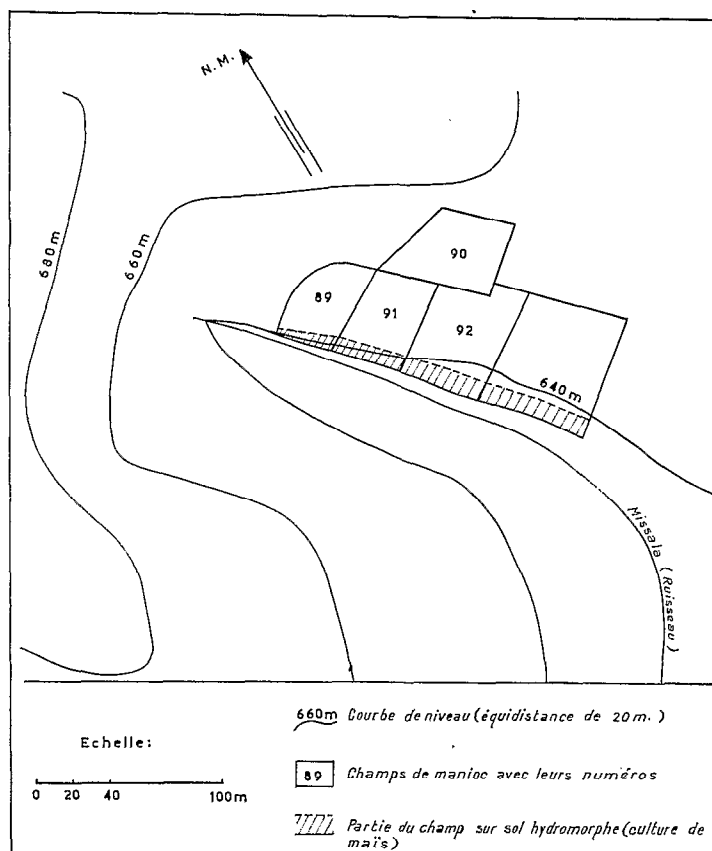 N.M.
680m
660m
90
89
91
92
640m
Missala (Ruisseau)
660m Courbe de niveau (équidistance de 20m.)
Echelle:
0 20 40 100m
89 Champs de manioc avec leurs numéros
Partie du champ sur sol hydromorphe (culture de
maïs)